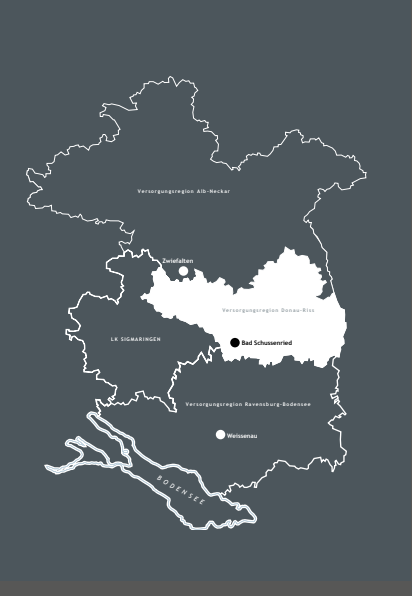 Versorgungsregion Alb-Neckar
Zwiefalten
Versorgungsregion Donau-Riss
LK SIGMARINGEN
Bad Schussenried
Versorgungsregion Ravensburg-Bodensee
Weissenau
BODENSEE